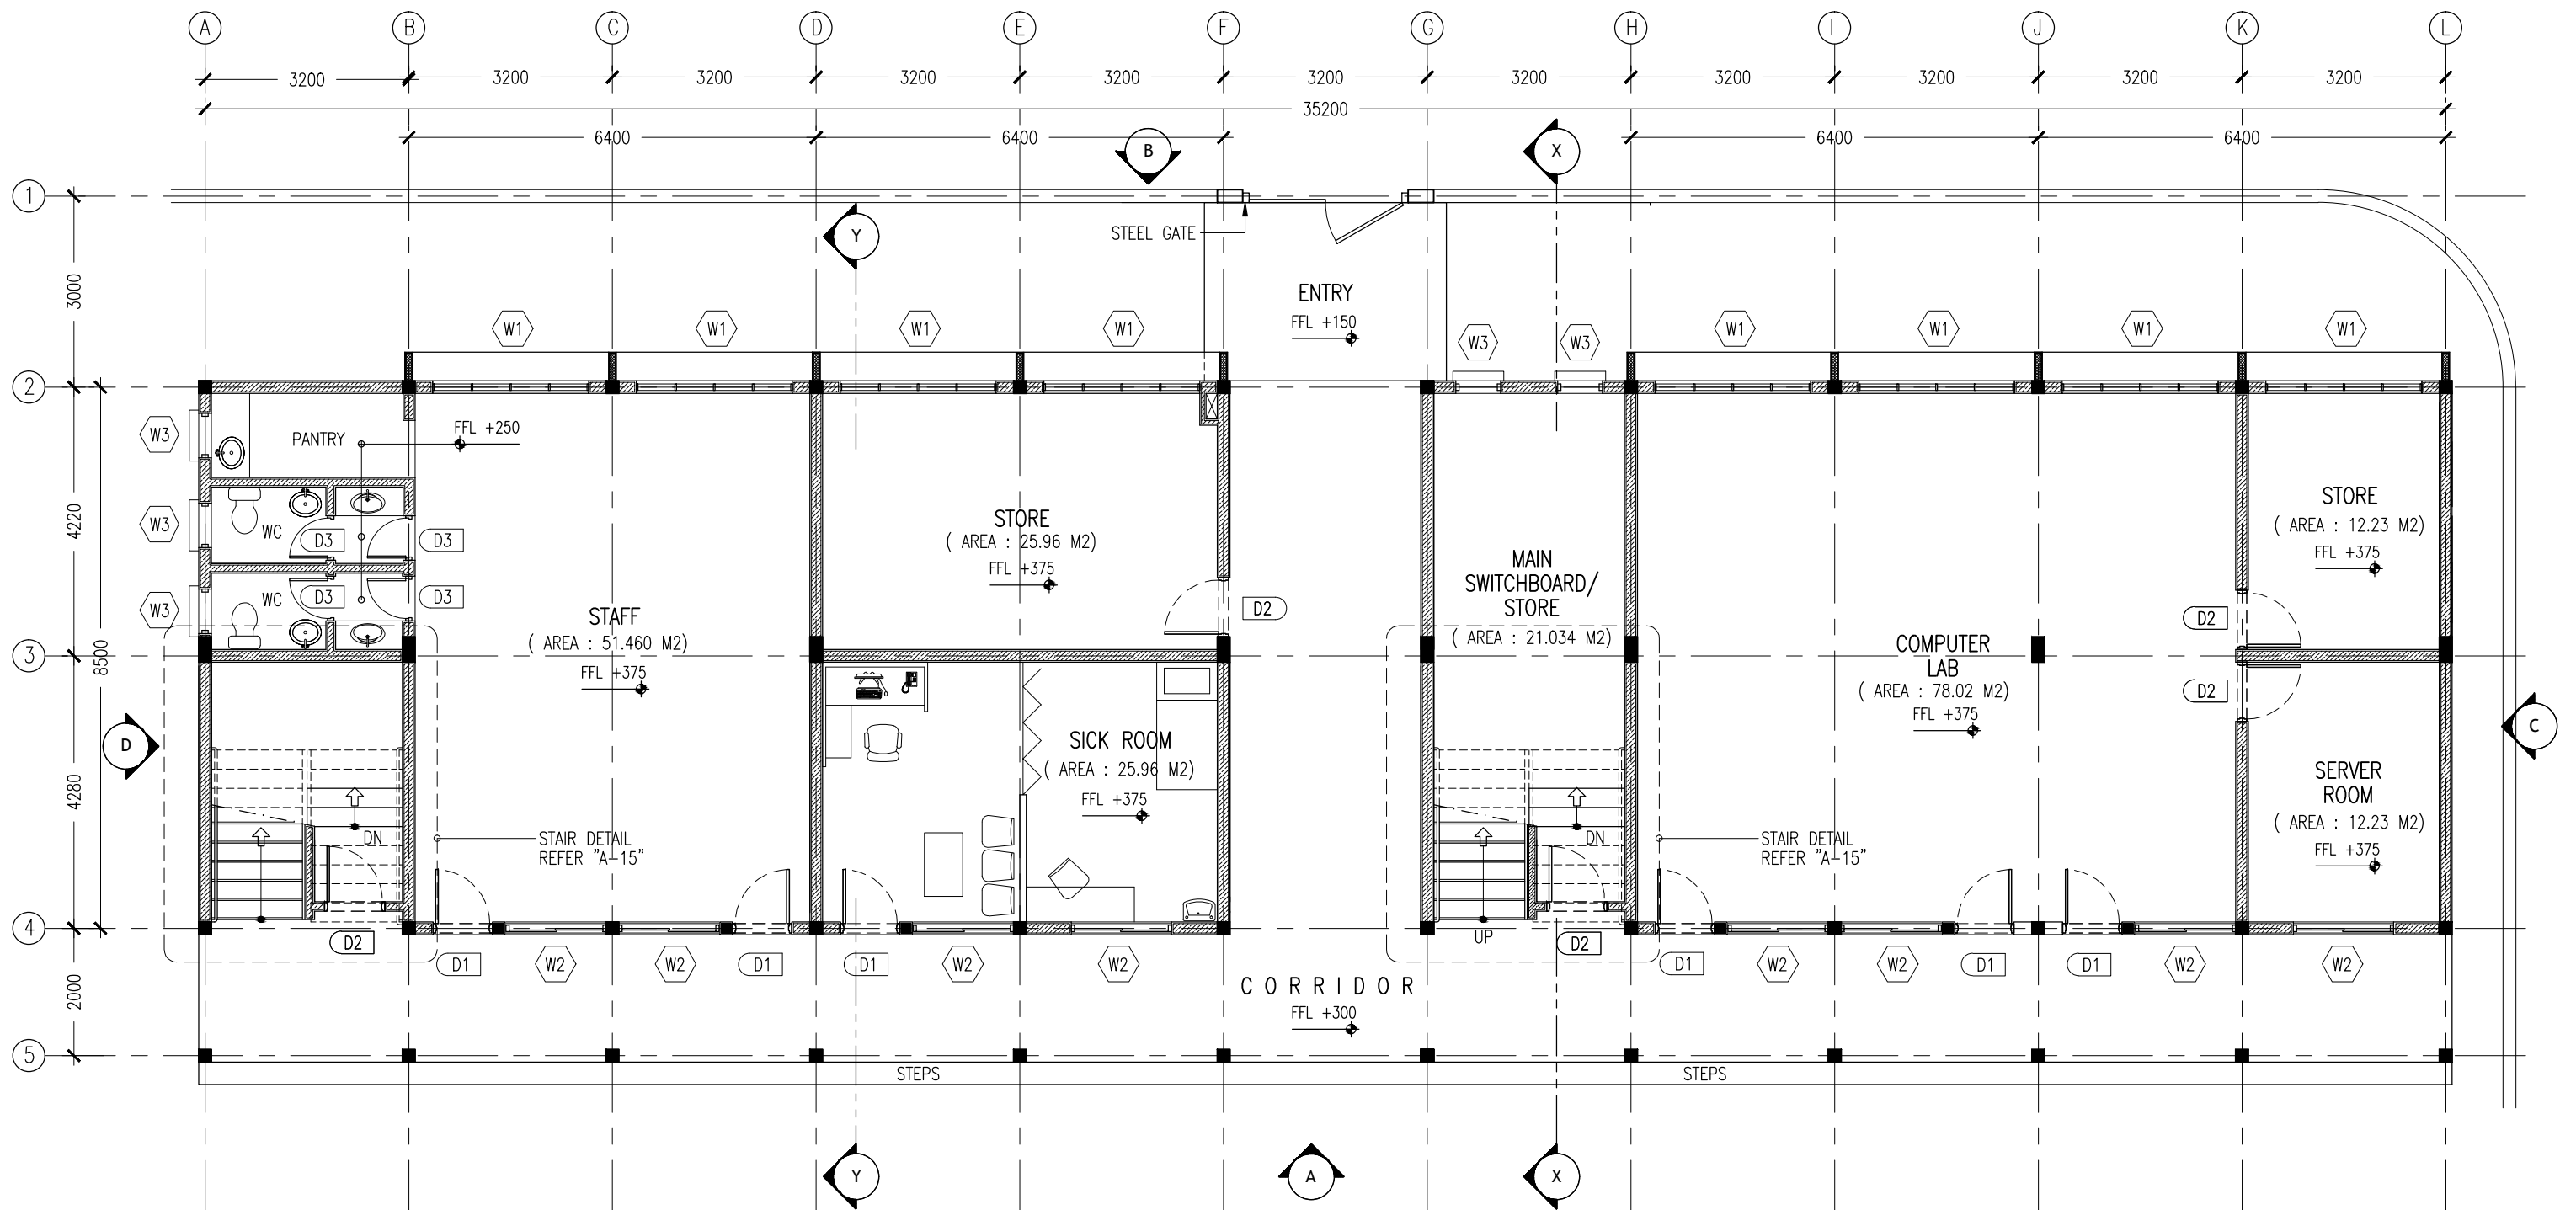 A B C D E F G H I J K L
3200 3200 3200 3200 3200 3200 3200 3200 3200 3200 3200
35200
6400 6400 6400 6400
B X
1
Y
STEEL GATE
3000
ENTRY
FFL +150
W1 W1 W1 W1 W3 W3 W1 W1 W1 W1
2
W3
PANTRY
FFL +250
4220
8500
W3
WC
D3
D3
W3
WC
D3
D3
STORE
( AREA : 25.96 M2)
FFL +375
D2
STAFF
( AREA : 51.460 M2)
FFL +375
MAIN
SWITCHBOARD/
STORE
( AREA : 21.034 M2)
STORE
( AREA : 12.23 M2)
FFL +375
D2
COMPUTER
LAB
( AREA : 78.02 M2)
FFL +375
D2
3
D
C
4280
SICK ROOM
( AREA : 25.96 M2)
FFL +375
SERVER
ROOM
( AREA : 12.23 M2)
FFL +375
DN
STAIR DETAIL
REFER "A-15"
DN
STAIR DETAIL
REFER "A-15"
4
UP
D2 D2
D1 W2 W2 D1 D1 W2 W2 D1 W2 W2 D1 D1 W2 W2
2000
CORRIDOR
FFL +300
5
STEPS STEPS
Y A X